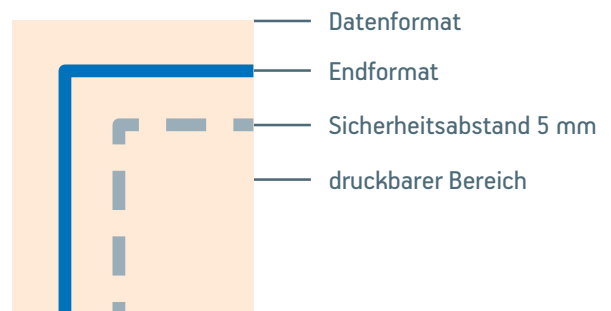 Datenformat
Endformat
Sicherheitsabstand 5 mm
druckbarer Bereich